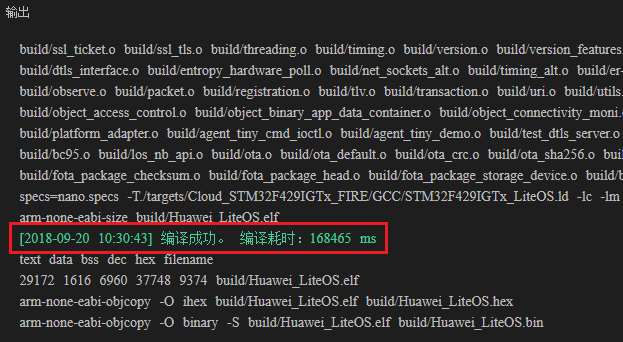 输出
build/ssl_ticket.o build/ssl_tls.o build/threading.o build/timing.o build/version.o build/version_features.
build/dtls_interface.o build/entropy_hardware_poll.o build/net_sockets_alt.o build/timing_alt.o build/er-
build/observe.o build/packet.o build/registration.o build/tlv.o build/transaction.o build/uri.o build/utils.
build/object_access_control.o build/object_binary_app_data_container.o build/object_connectivity_moni.
build/platform_adapter.o build/agent_tiny_cmd_ioctl.o build/agent_tiny_demo.o build/test_dtls_server.o
build/bc95.o build/los_nb_api.o build/ota.o build/ota_default.o build/ota_crc.o build/ota_sha256.o build/
build/fota_package_checksum.o build/fota_package_head.o build/fota_package_storage_device.o build/b
specs=nano.specs -T./targets/Cloud_STM32F429IGTx_FIRE/GCC/STM32F429IGTx_LiteOS.ld -lc -lm
arm-none-eabi-size build/Huawei_LiteOS.elf
[2018-09-20 10:30:43] 编译成功。 编译耗时：168465 ms
text data bss dec hex filename
29172 1616 6960 37748 9374 build/Huawei_LiteOS.elf
arm-none-eabi-objcopy -O ihex build/Huawei_LiteOS.elf build/Huawei_LiteOS.hex
arm-none-eabi-objcopy -O binary -S build/Huawei_LiteOS.elf build/Huawei_LiteOS.bin